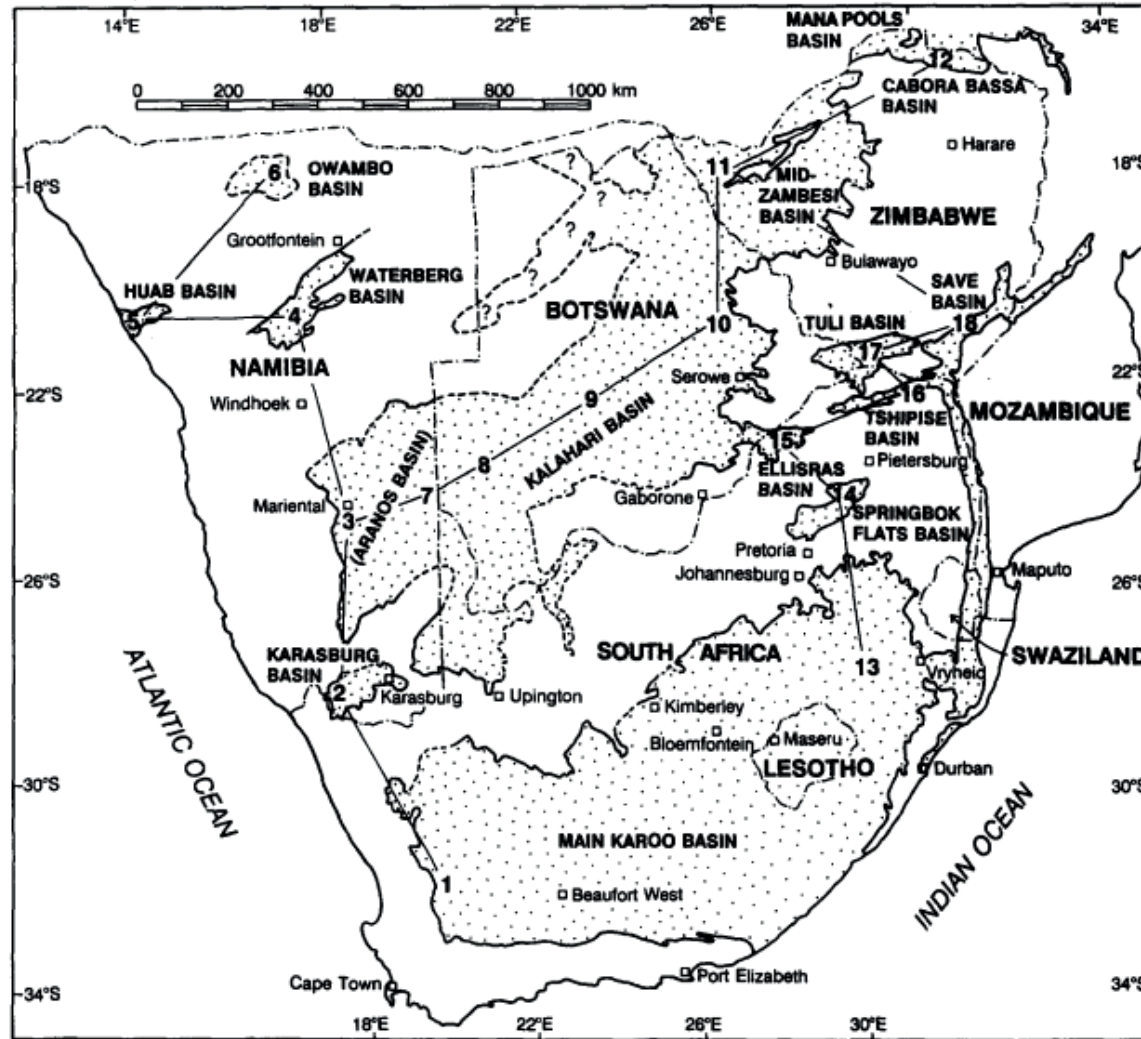 14°E
18°E
22°E
26°E
MANA POOLS
BASIN
34°E
12
0 200 400 600 800 1000 km
CABORA BASSA
BASIN
Harare
18°S
6
OWAMBO
BASIN
11
MID-
ZAMBESI
BASIN
18°S
?
?
?
?
ZIMBABWE
Grootfontein
Bulawayo
HUAB BASIN
5
WATERBERG
BASIN
4
BOTSWANA
SAVE
BASIN
10
TULI BASIN
18
17
NAMIBIA
Serowe
22°S
22°S
Windhoek
9
16
MOZAMBIQUE
TSHIPISE
BASIN
KALAHARI BASIN
15
Pietersburg
(ARANOS BASIN)
8
ELLISRAS
BASIN
7
Gaborone
14
Mariental
3
SPRINGBOK
FLATS BASIN
Pretoria
26°S
Johannesburg
Maputo
26°S
KARASBURG
BASIN
SOUTH AFRICA
13
SWAZILAND
Vryheid
2
Karasburg
Upington
Kimberley
Bloemfontein
Maseru
LESOTHO
Durban
ATLANTIC OCEAN
30°S
30°S
MAIN KAROO BASIN
1
Beaufort West
INDIAN OCEAN
Cape Town
Port Elizabeth
34°S
34°S
18°E
22°E
26°E
30°E